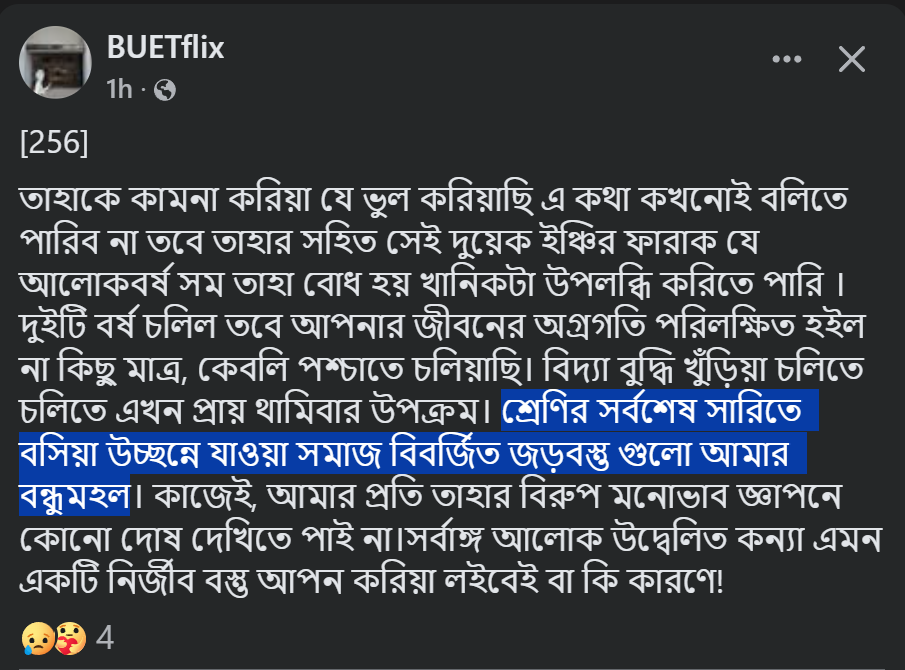 BUETflix
1h ·
[256]
তাহাকে কামনা করিয়া যে ভুল করিয়াছি এ কথা কখনোই বলিতে
পারিব না তবে তাহার সহিত সেই দুয়েক ইঞ্চির ফারাক যে
আলোকবর্ষ সম তাহা বোধ হয় খানিকটা উপলব্ধি করিতে পারি ।
দুইটি বর্ষ চলিল তবে আপনার জীবনের অগ্রগতি পরিলক্ষিত হইল
না কিছু মাত্র, কেবলি পশ্চাতে চলিয়াছি। বিদ্যা বুদ্ধি খুঁড়িয়া চলিতে
চলিতে এখন প্রায় থামিবার উপক্রম। শ্রেণির সর্বশেষ সারিতে
বসিয়া উচ্ছন্নে যাওয়া সমাজ বিবর্জিত জড়বস্তু গুলো আমার
বন্ধুমহল। কাজেই, আমার প্রতি তাহার বিরুপ মনোভাব জ্ঞাপনে
কোনো দোষ দেখিতে পাই না।সর্বাঙ্গ আলোক উদ্বেলিত কন্যা এমন
একটি নির্জীব বস্তু আপন করিয়া লইবেই বা কি কারণে!
4